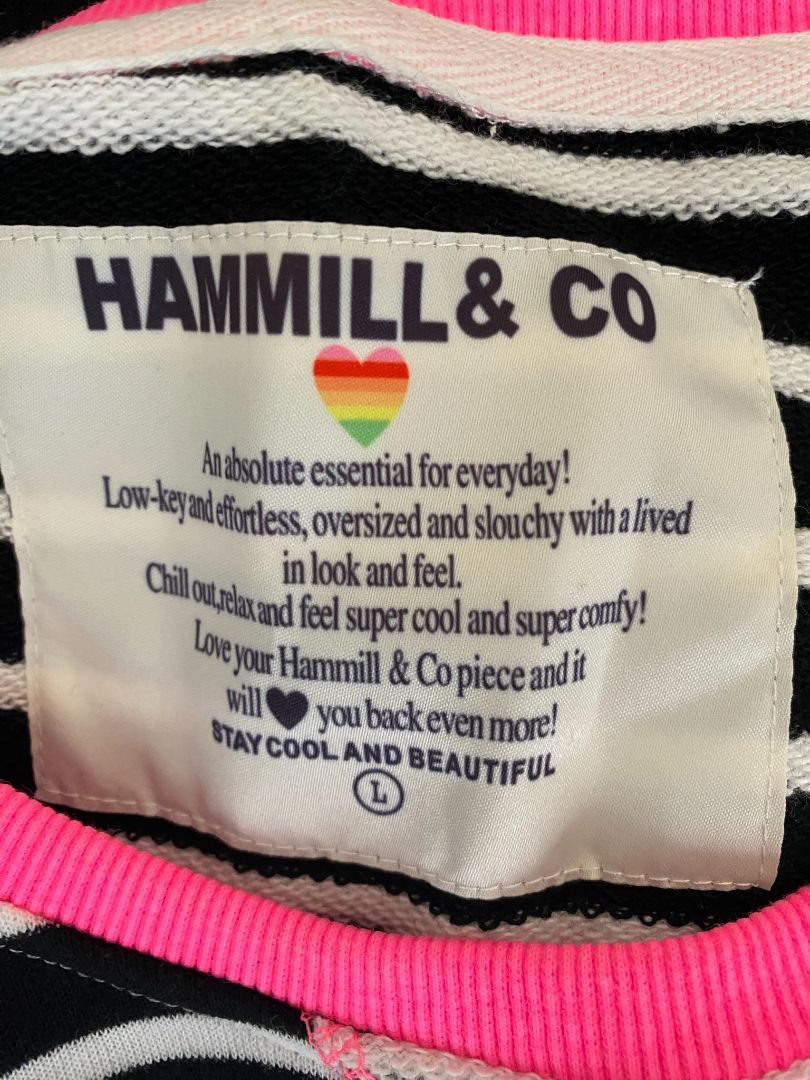 HAMMILL & CO
An absolute essential for everyday!
Low-key and effortless, oversized and slouchy with a lived
in look and feel.
Chill out,relax and feel super cool and super comfy!
Love your Hammill & Co piece and it
will ♥ you back even more!
STAY COOL AND BEAUTIFUL
L